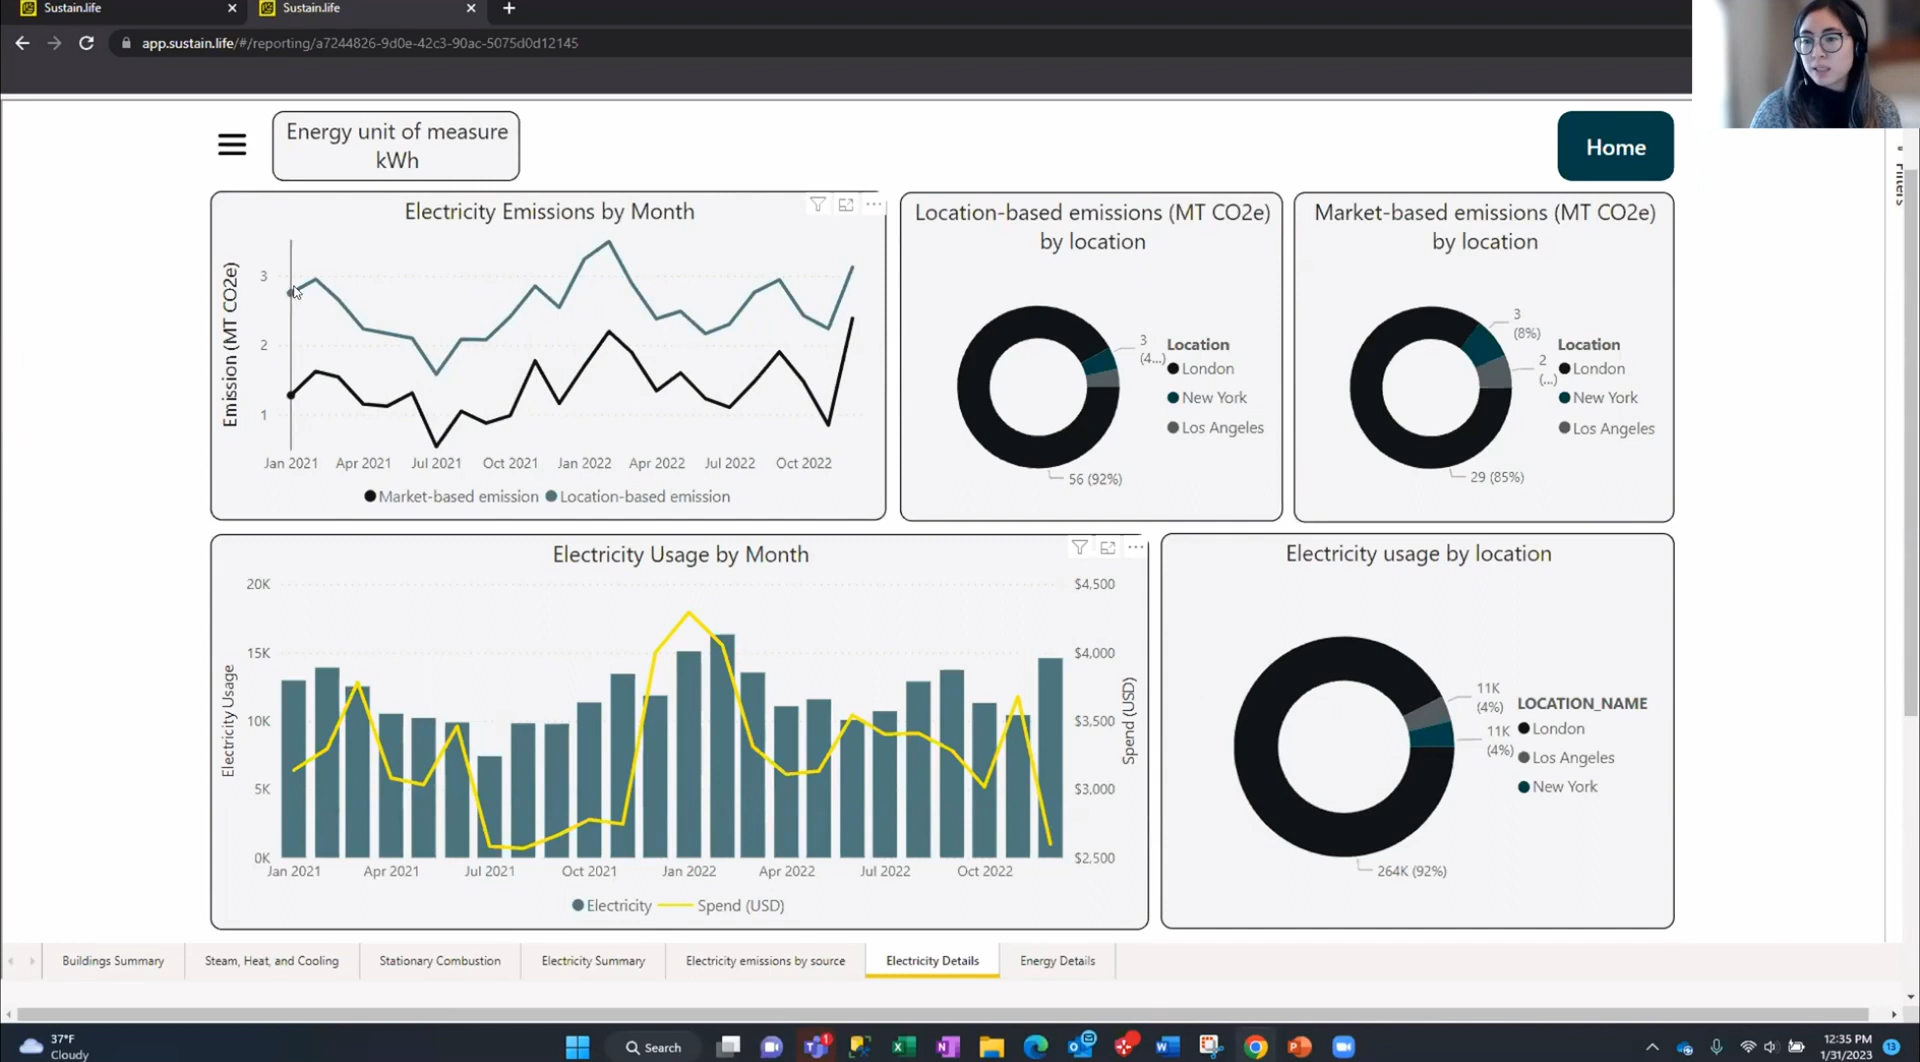 Sustain.life
Sustain.life
app.sustain.life/#/reporting/a7244826-9d0e-42c3-90ac-5075d0d12145
Energy unit of measure
kWh
Home
Filters
Electricity Emissions by Month
Emission (MT CO2e)
3
2
1
Jan 2021 Apr 2021 Jul 2021 Oct 2021 Jan 2022 Apr 2022 Jul 2022 Oct 2022
Market-based emission Location-based emission
Location-based emissions (MT CO2e)
by location
3
(4...)
56 (92%)
Location
London
New York
Los Angeles
Market-based emissions (MT CO2e)
by location
3
(8%)
2
(...)
29 (85%)
Location
London
New York
Los Angeles
Electricity Usage by Month
Electricity Usage
20K
15K
10K
5K
0K
$4,500
$4,000
$3,500
$3,000
$2,500
Spend (USD)
Jan 2021 Apr 2021 Jul 2021 Oct 2021 Jan 2022 Apr 2022 Jul 2022 Oct 2022
Electricity Spend (USD)
Electricity usage by location
11K
(4%)
11K
(4%)
264K (92%)
LOCATION_NAME
London
Los Angeles
New York
Buildings Summary Steam, Heat, and Cooling Stationary Combustion Electricity Summary Electricity emissions by source Electricity Details Energy Details
37°F
Cloudy
Search
12:35 PM
1/31/2023
13